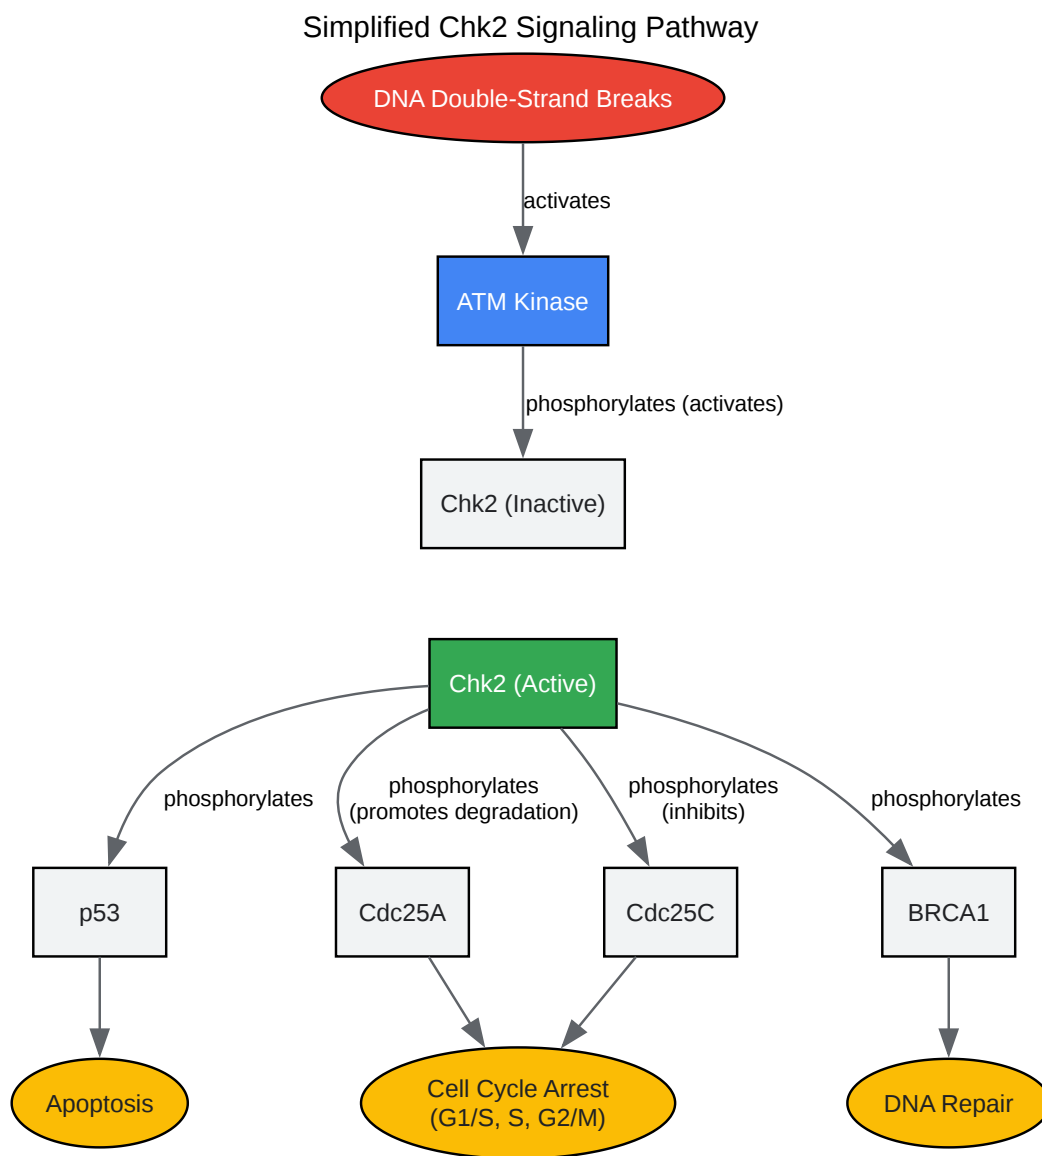 Simplified Chk2 Signaling Pathway
DNA Double-Strand Breaks
activates
ATM Kinase
phosphorylates (activates)
Chk2 (Inactive)
Chk2 (Active)
phosphorylates
phosphorylates
(promotes degradation)
phosphorylates
(inhibits)
phosphorylates
p53
Cdc25A
Cdc25C
BRCA1
Apoptosis
Cell Cycle Arrest
(G1/S, S, G2/M)
DNA Repair